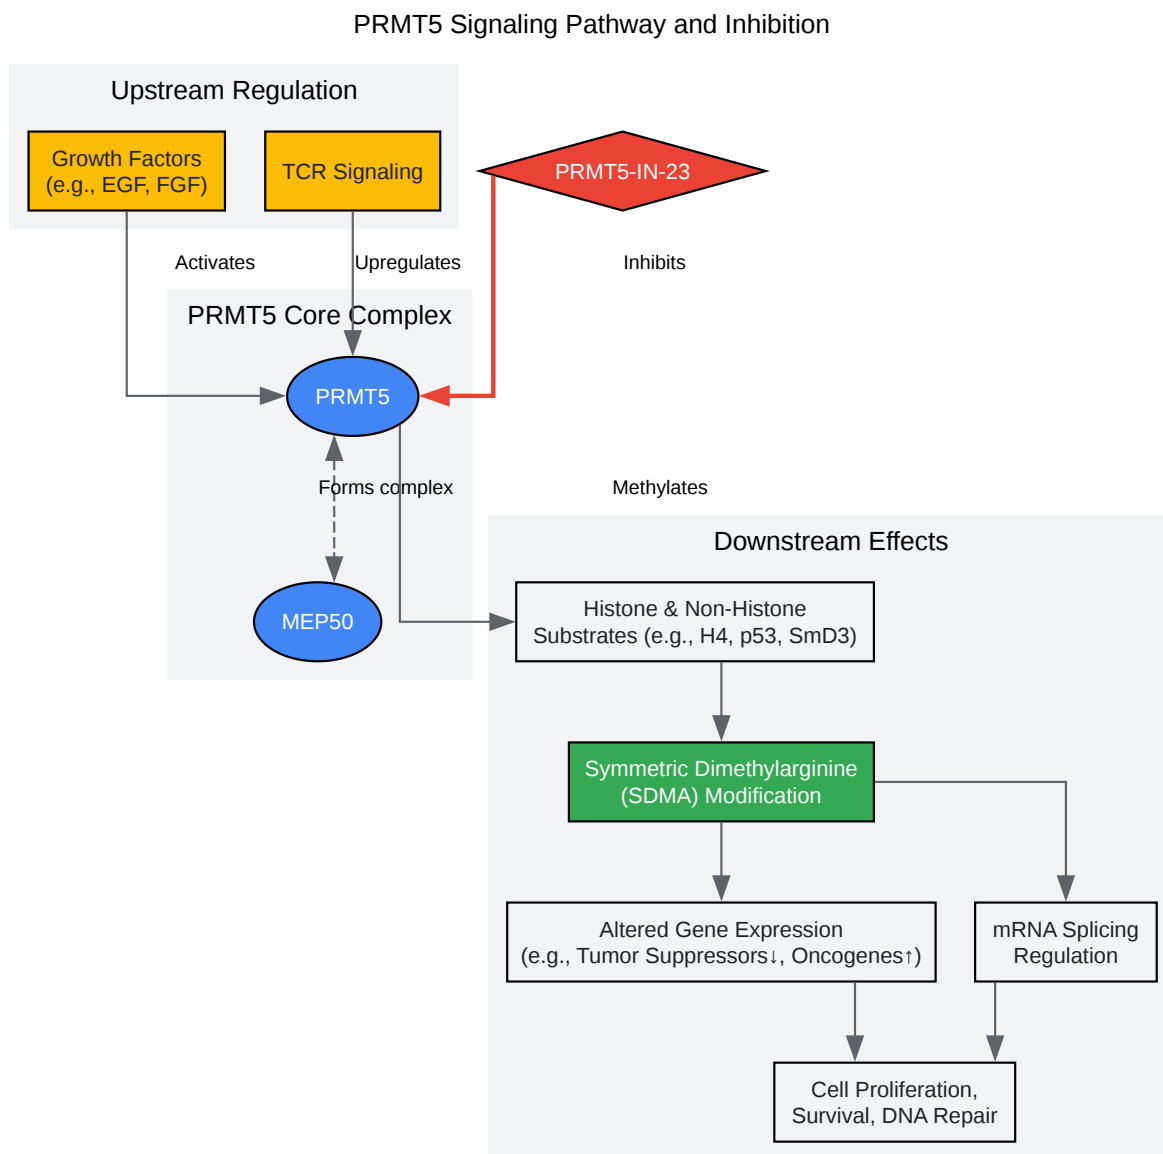 PRMT5 Signaling Pathway and Inhibition
Upstream Regulation
Growth Factors
(e.g., EGF, FGF)
TCR Signaling
PRMT5-IN-23
Activates
Upregulates
Inhibits
PRMT5 Core Complex
PRMT5
Forms complex
Methylates
MEP50
Downstream Effects
Histone & Non-Histone
Substrates (e.g., H4, p53, SmD3)
Symmetric Dimethylarginine
(SDMA) Modification
Altered Gene Expression
(e.g., Tumor Suppressors↓, Oncogenes↑)
mRNA Splicing
Regulation
Cell Proliferation,
Survival, DNA Repair